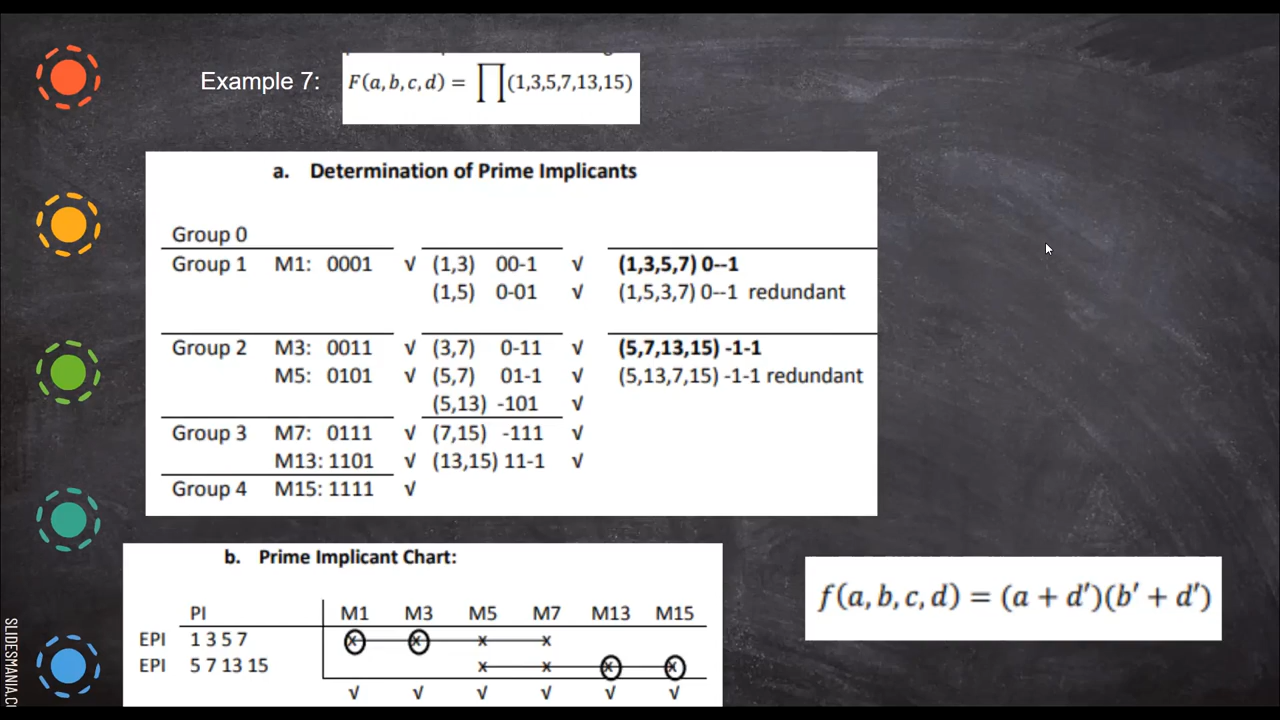 Example 7:
F(a, b, c, d) = ∏(1,3,5,7,13,15)
a. Determination of Prime Implicants
Group 0
Group 1 M1: 0001 √ (1,3) 00-1 √ (1,3,5,7) 0--1
(1,5) 0-01 √ (1,5,3,7) 0--1 redundant
Group 2 M3: 0011 √ (3,7) 0-11 √ (5,7,13,15) -1-1
M5: 0101 √ (5,7) 01-1 √ (5,13,7,15) -1-1 redundant
(5,13) -101 √
Group 3 M7: 0111 √ (7,15) -111 √
M13: 1101 √ (13,15) 11-1 √
Group 4 M15: 1111 √
b. Prime Implicant Chart:
PI M1 M3 M5 M7 M13 M15
EPI 1 3 5 7 x x x x
EPI 5 7 13 15 x x x x
√ √ √ √ √ √
f(a, b, c, d) = (a + d′)(b′ + d′)
SLIDESMANIA.C